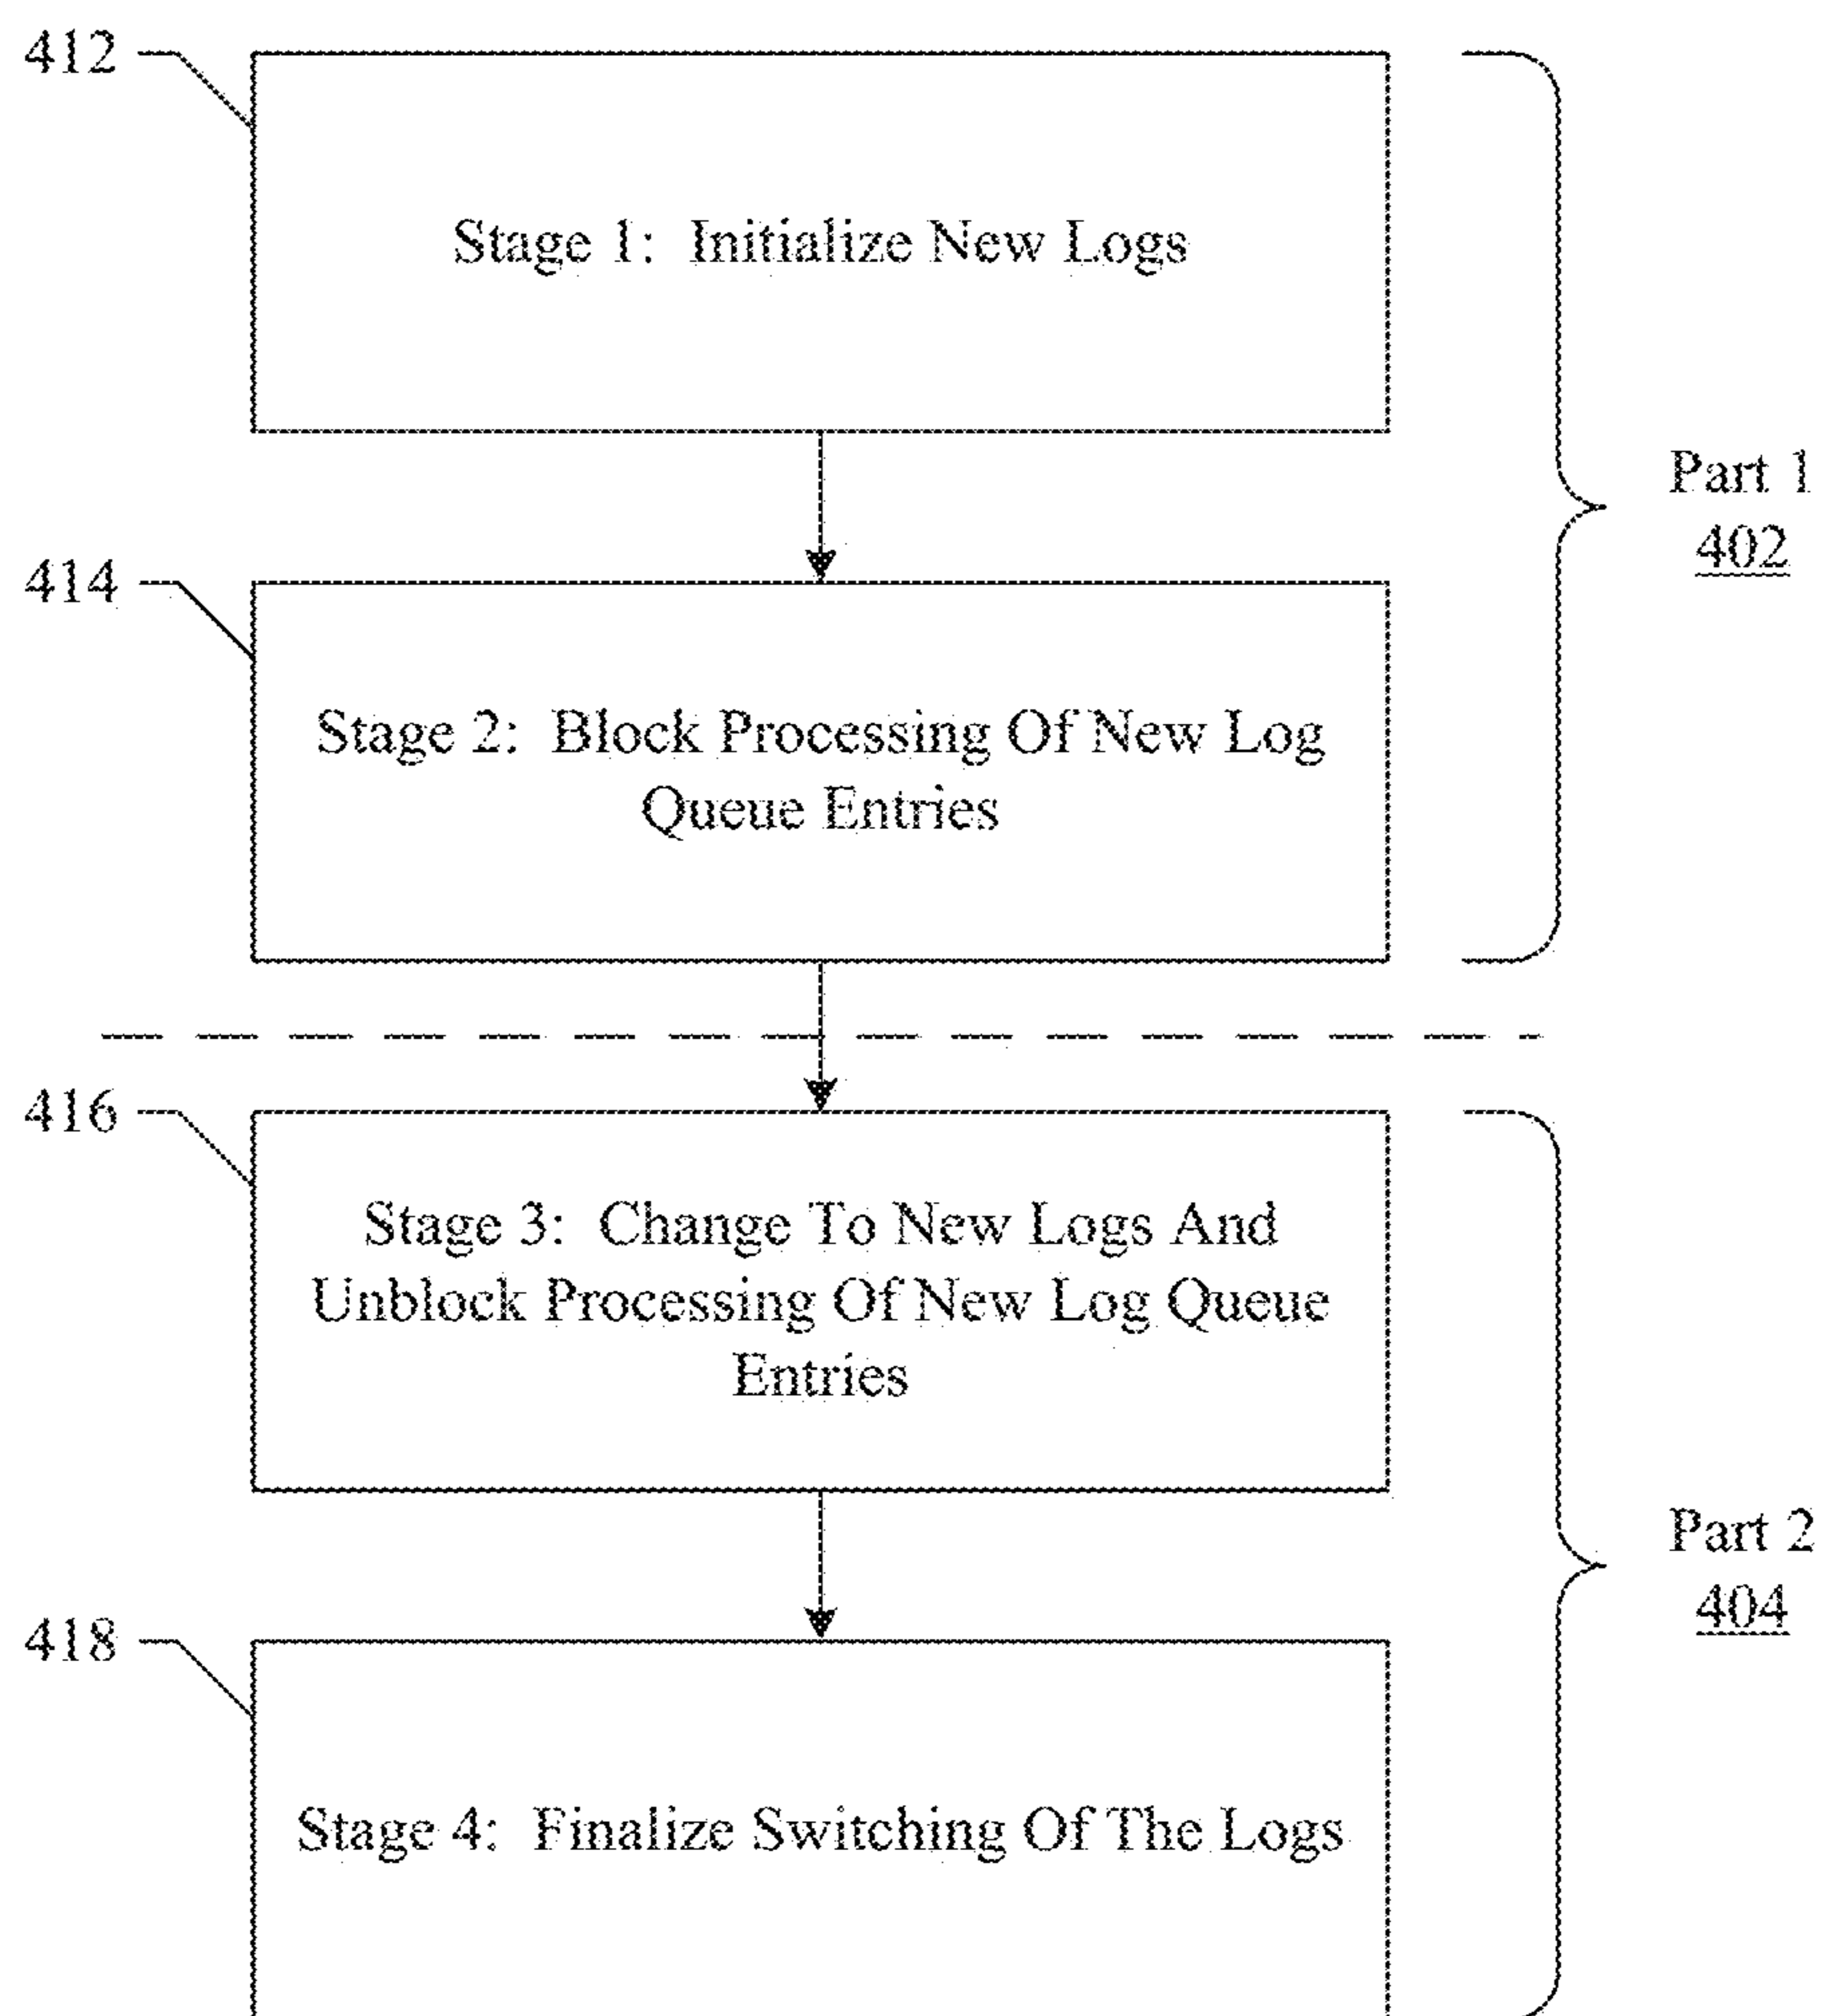 412
Stage 1: Initialize New Logs
Part 1
402
414
Stage 2: Block Processing Of New Log
Queue Entries
416
Stage 3: Change To New Logs And
Unblock Processing Of New Log Queue
Entries
Part 2
404
418
Stage 4: Finalize Switching Of The Logs